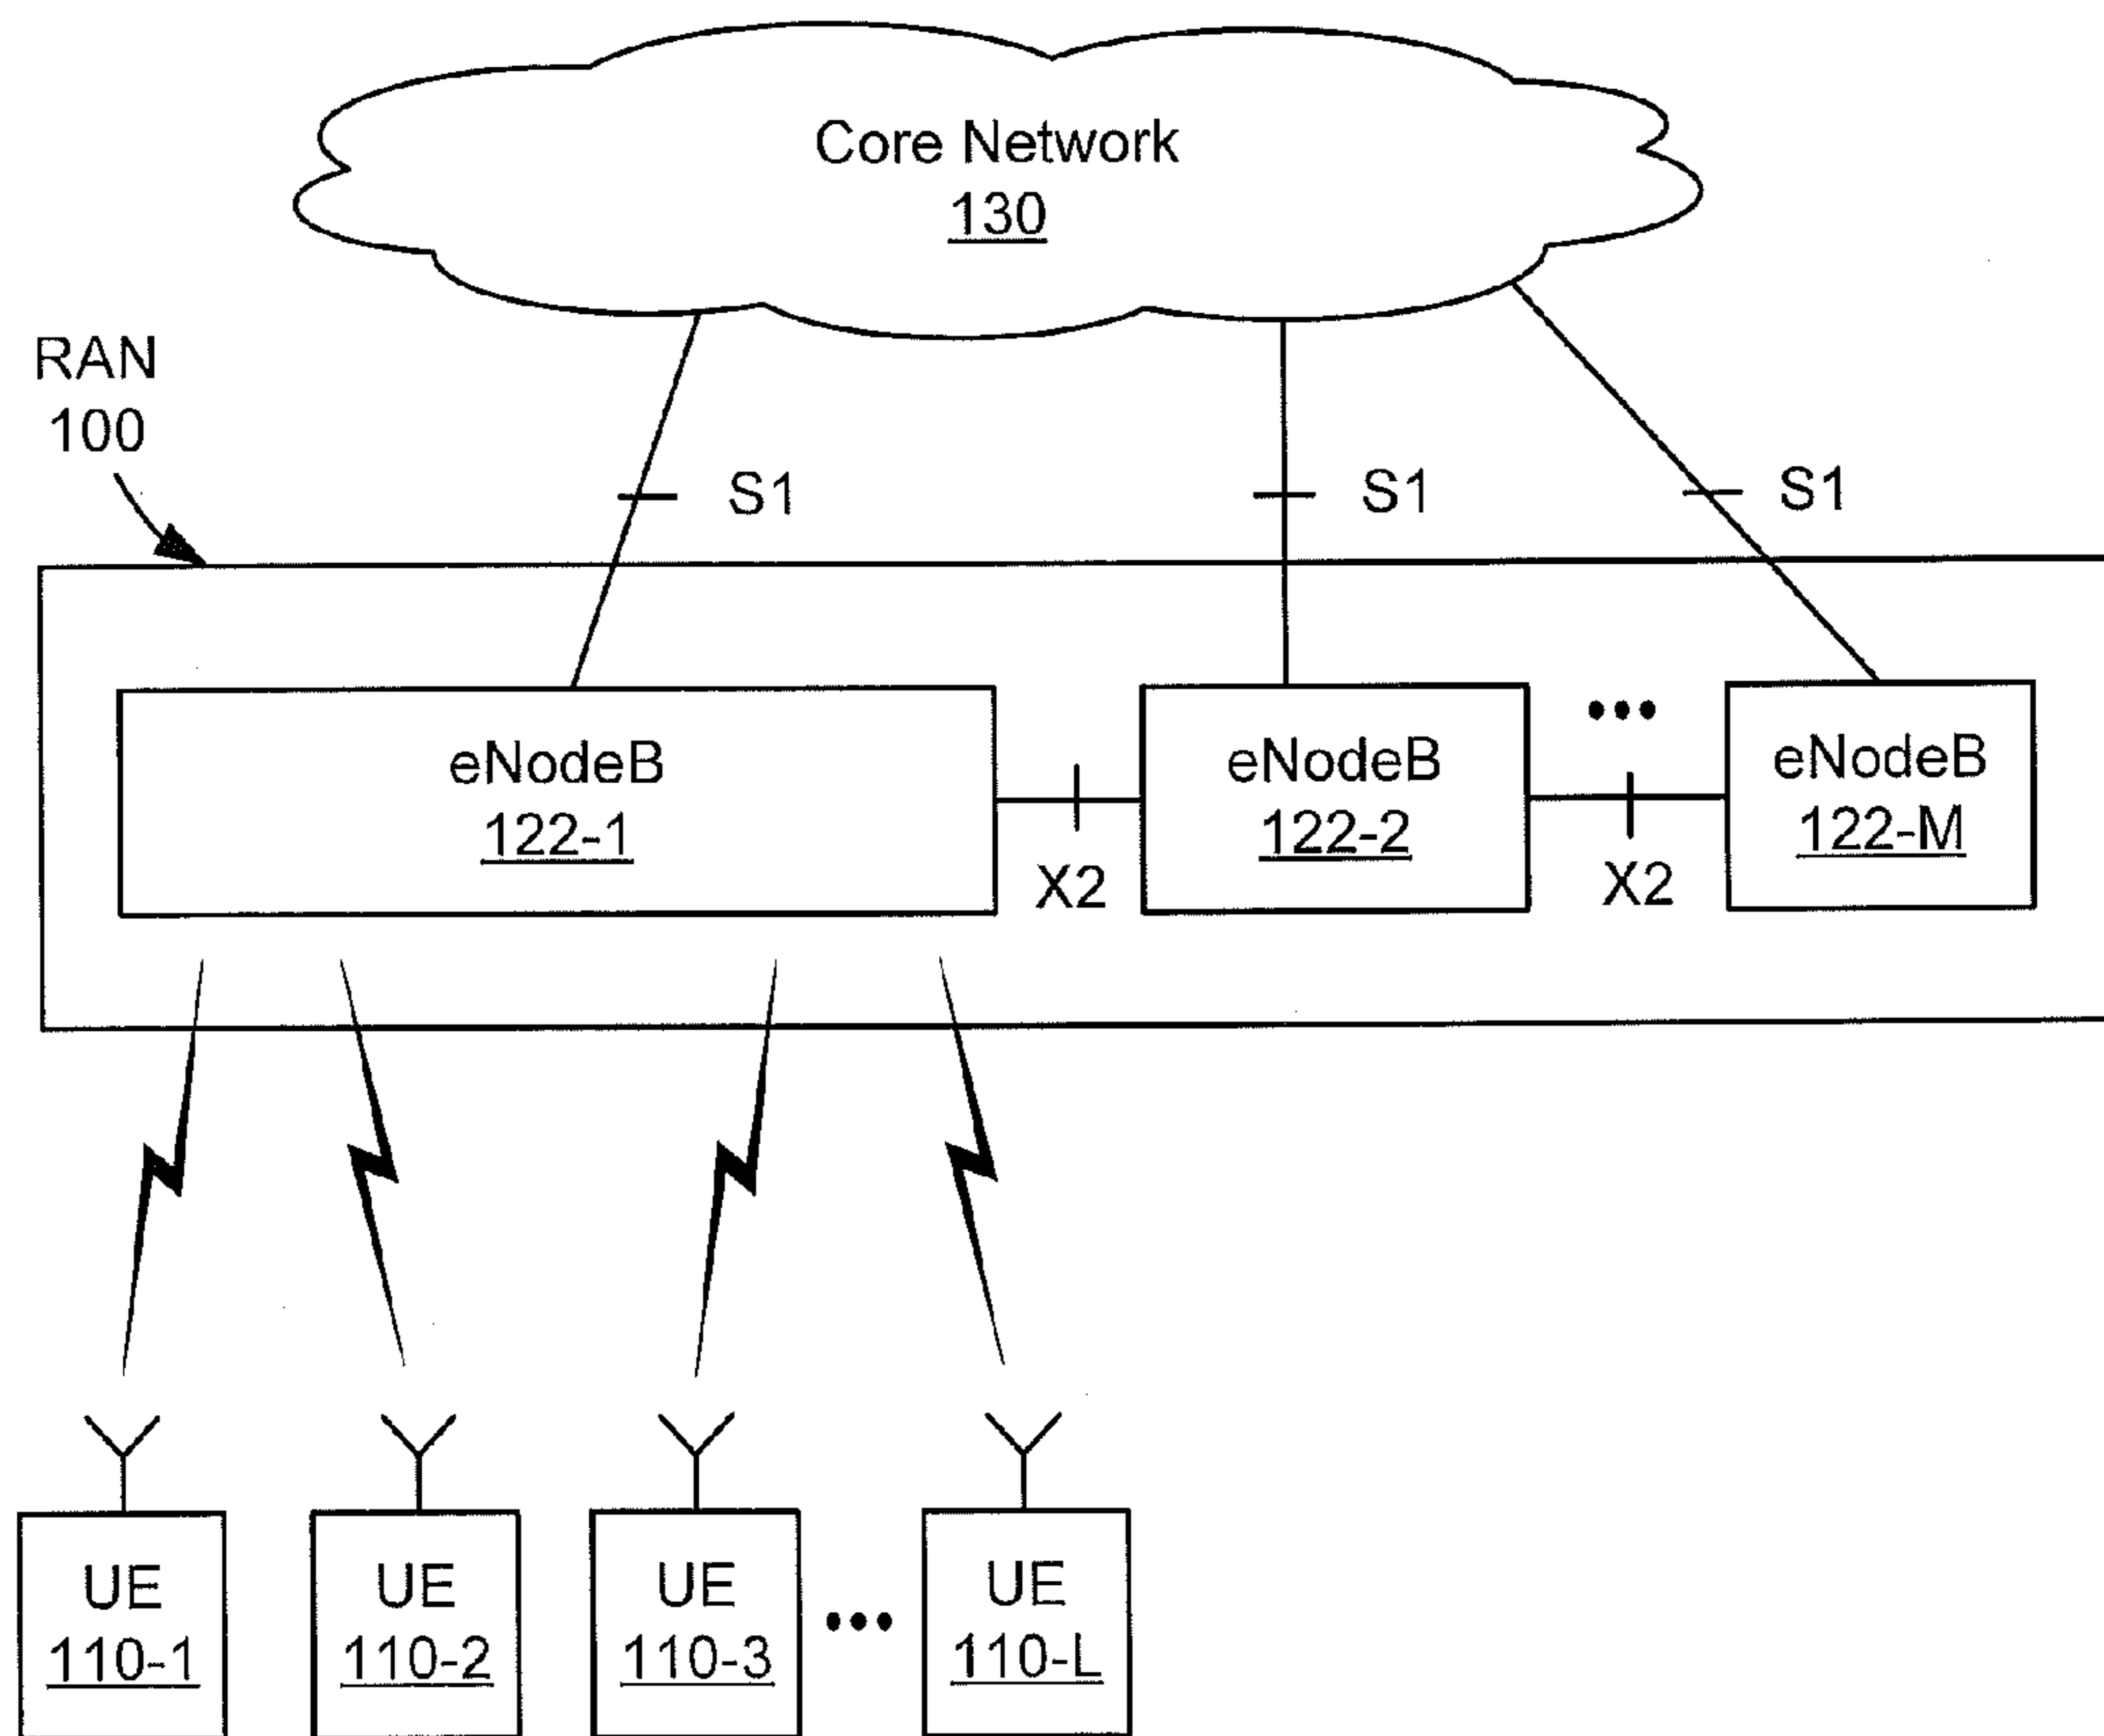 Core Network
130
RAN
100
S1
S1
S1
eNodeB
122-1
X2
eNodeB
122-2
•••
X2
eNodeB
122-M
UE
110-1
UE
110-2
UE
110-3
•••
UE
110-L